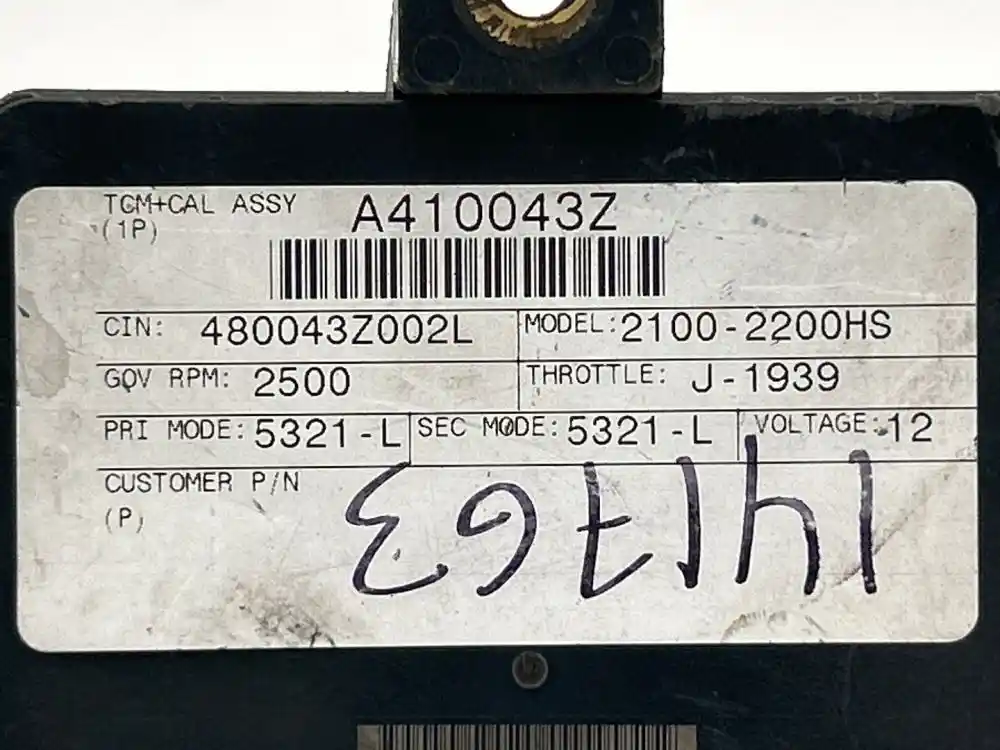 TCM+CAL ASSY A410043Z
(1P)
CIN: 480043Z002L MODEL: 2100-2200HS
GOV RPM: 2500 THROTTLE: J-1939
PRI MODE: 5321-L SEC MODE: 5321-L VOLTAGE: 12
CUSTOMER P/N
(P)
141763